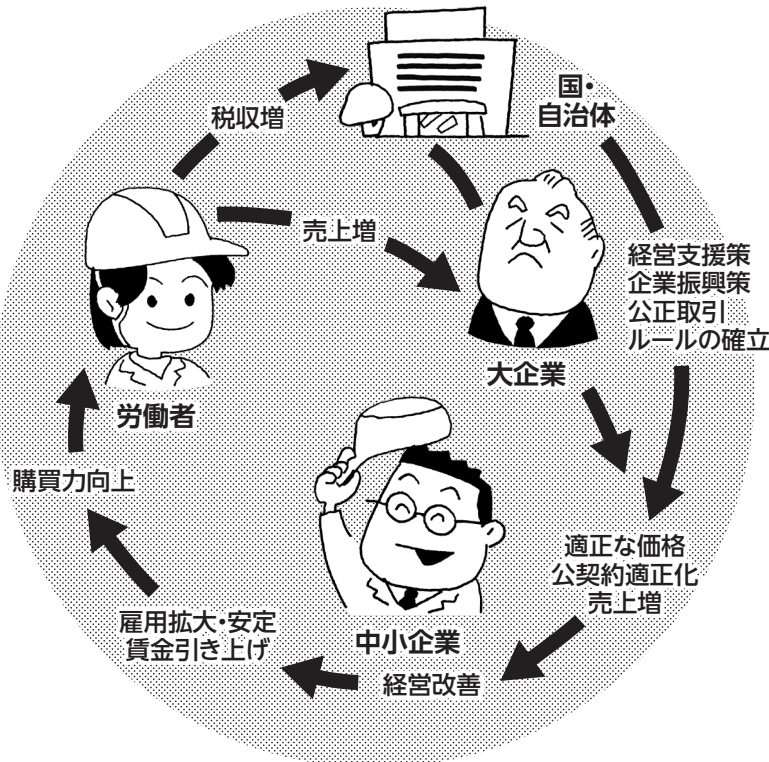 税収増
国・
自治体
売上増
経営支援策
企業振興策
公正取引
ルールの確立
大企業
労働者
購買力向上
適正な価格
公契約適正化
売上増
雇用拡大・安定
賃金引き上げ
中小企業
経営改善